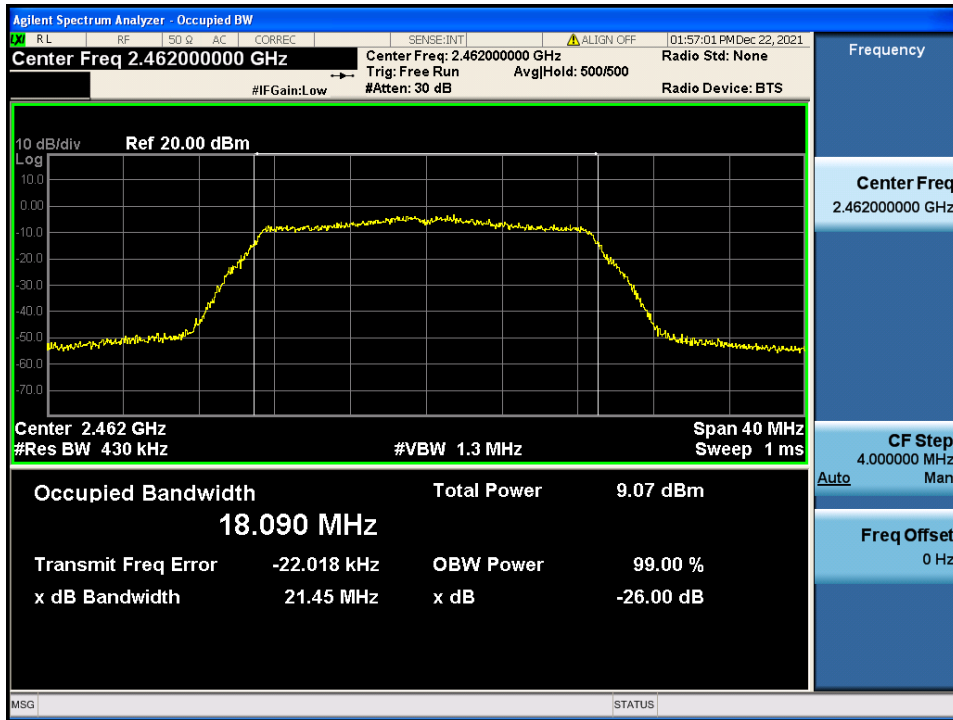 Agilent Spectrum Analyzer - Occupied BW
LXI RL RF 50 Ω AC CORREC SENSE:INT ALIGN OFF 01:57:01 PM Dec 22, 2021
Center Freq 2.462000000 GHz
Center Freq: 2.462000000 GHz
Radio Std: None
Trig: Free Run
Avg|Hold: 500/500
#IFGain:Low
#Atten: 30 dB
Radio Device: BTS
10 dB/div
Ref 20.00 dBm
Log
10.0
0.00
-10.0
-20.0
-30.0
-40.0
-50.0
-60.0
-70.0
Center 2.462 GHz
Span 40 MHz
#Res BW 430 kHz
#VBW 1.3 MHz
Sweep 1 ms
Occupied Bandwidth
Total Power
9.07 dBm
18.090 MHz
Transmit Freq Error
-22.018 kHz
OBW Power
99.00 %
x dB Bandwidth
21.45 MHz
x dB
-26.00 dB
Frequency
Center Freq
2.462000000 GHz
CF Step
4.000000 MHz
Auto Man
Freq Offset
0 Hz
MSG
STATUS